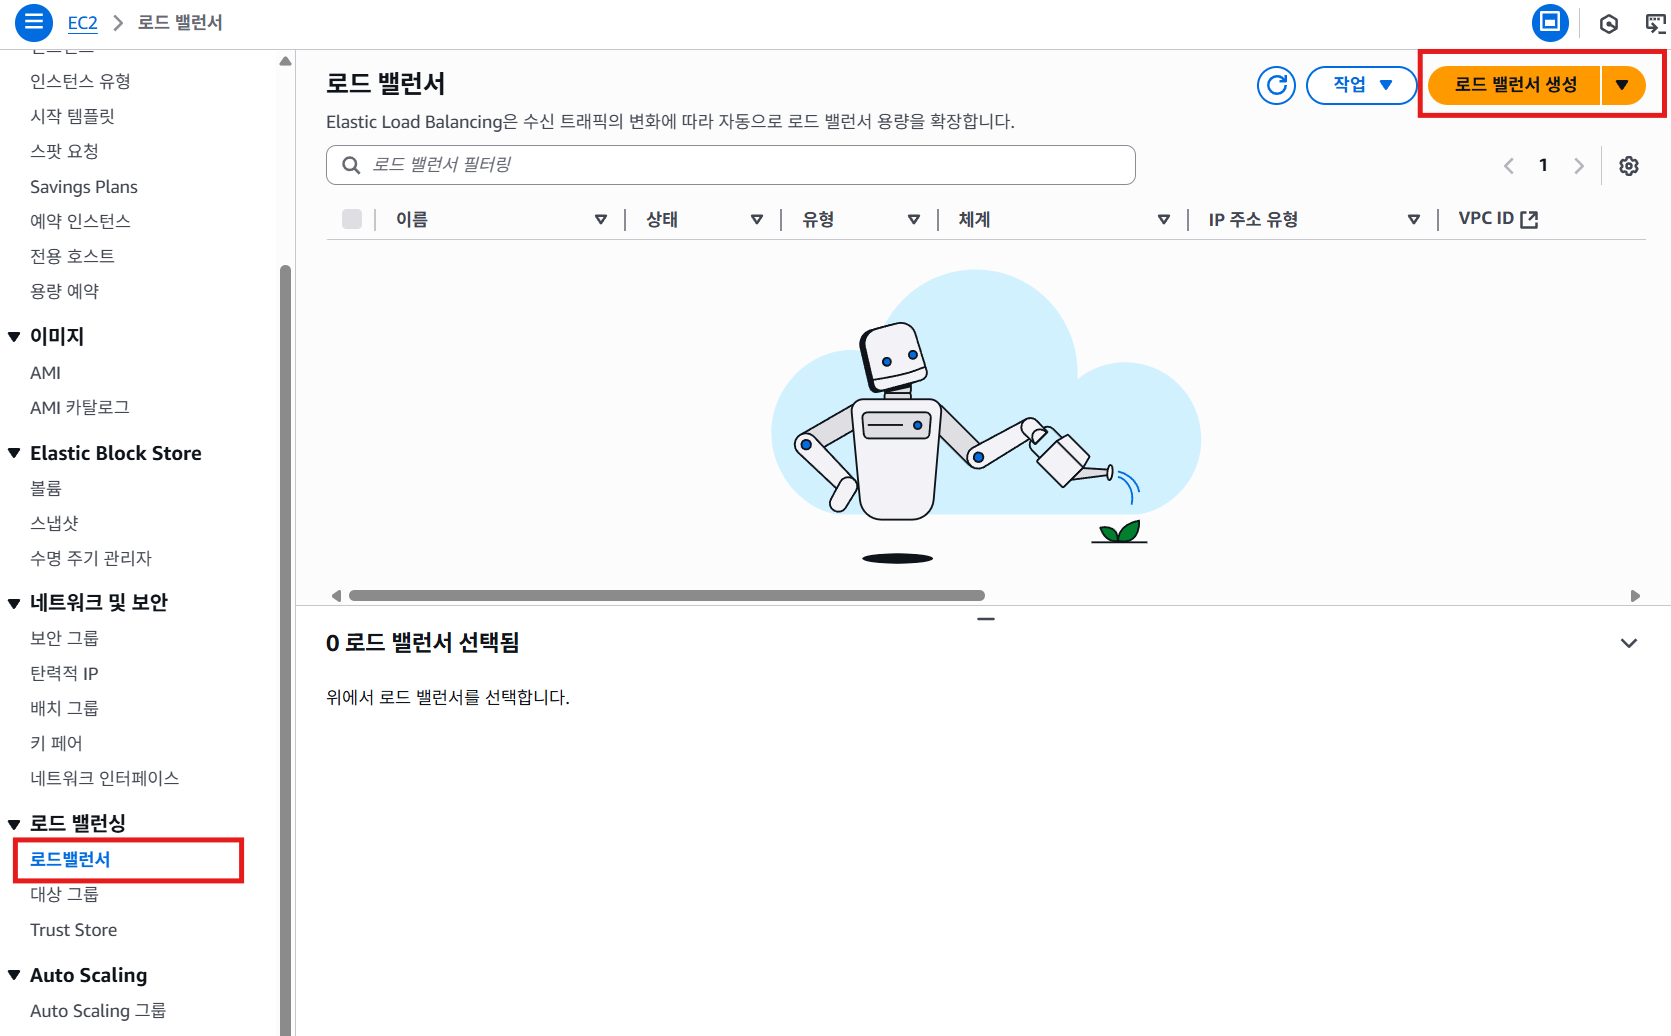 EC2 > 로드 밸런서
인스턴스 유형
시작 템플릿
스팟 요청
Savings Plans
예약 인스턴스
전용 호스트
용량 예약
이미지
AMI
AMI 카탈로그
Elastic Block Store
볼륨
스냅샷
수명 주기 관리자
네트워크 및 보안
보안 그룹
탄력적 IP
배치 그룹
키 페어
네트워크 인터페이스
로드 밸런싱
로드밸런서
대상 그룹
Trust Store
Auto Scaling
Auto Scaling 그룹
로드 밸런서
작업
로드 밸런서 생성
Elastic Load Balancing은 수신 트래픽의 변화에 따라 자동으로 로드 밸런서 용량을 확장합니다.
로드 밸런서 필터링
1
이름 상태 유형 체계 IP 주소 유형 VPC ID
0 로드 밸런서 선택됨
위에서 로드 밸런서를 선택합니다.